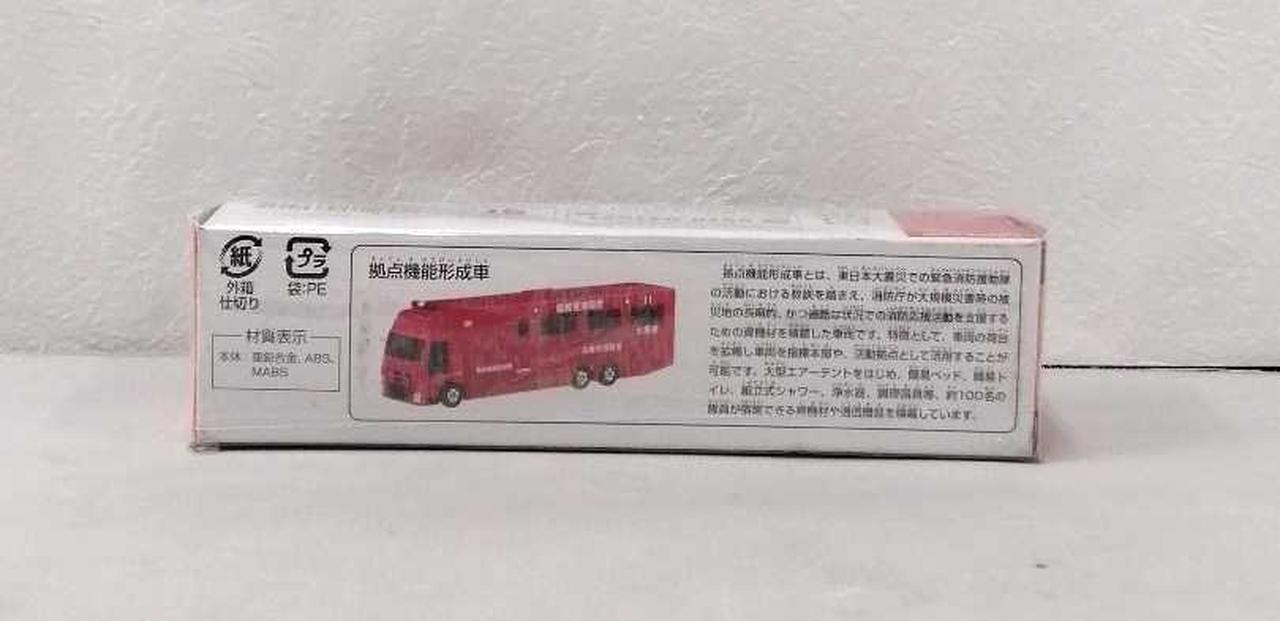 紙
外箱
仕切り
プラ
袋:PE
材質表示
本体 亜鉛合金、ABS、
MABS
拠点機能形成車
拠点機能形成車とは、東日本大震災での緊急消防援助隊
の活動における教訓を踏まえ、消防庁が大規模災害時の被
災地の長期的、かつ過酷な状況での消防応援活動を支援する
ための資機材を積載した車両です。特徴として、車両の荷台
を拡幅し車両を指揮本部や、活動拠点として活用することが
可能です。大型エアーテントをはじめ、簡易ベッド、簡易ト
イレ、組立式シャワー、浄水器、調理器具等、約100名の
隊員が宿営できる資機材や通信機器を積載しています。